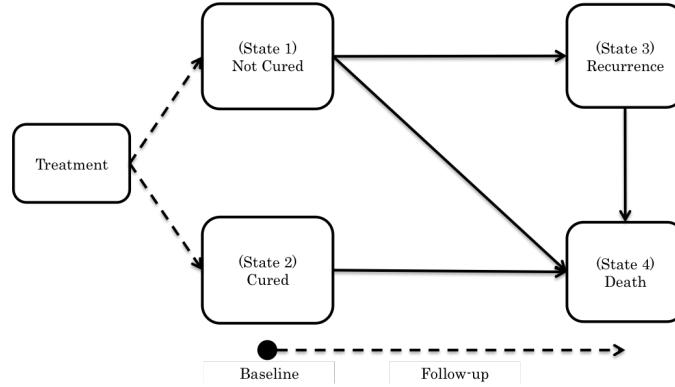 (State 1)
Not Cured
(State 3)
Recurrence
Treatment
(State 2)
Cured
(State 4)
Death
Baseline
Follow-up